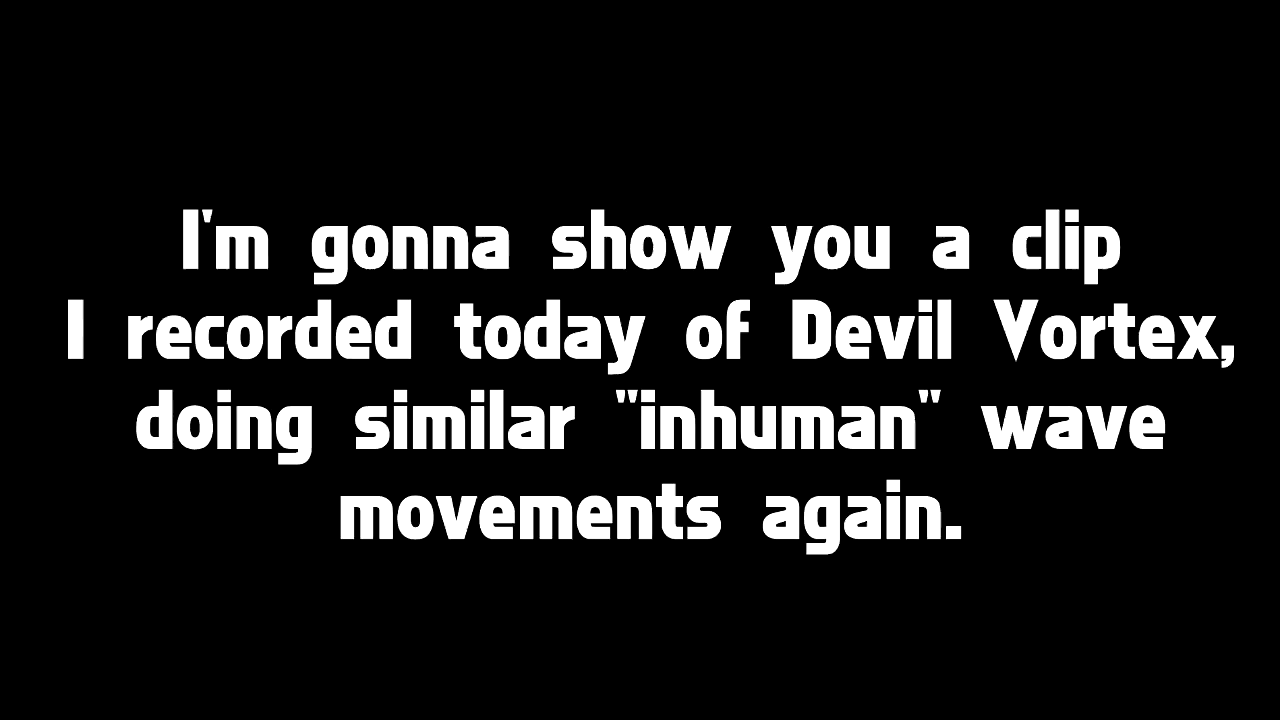 I'm gonna show you a clip
I recorded today of Devil Vortex,
doing similar "inhuman" wave
movements again.